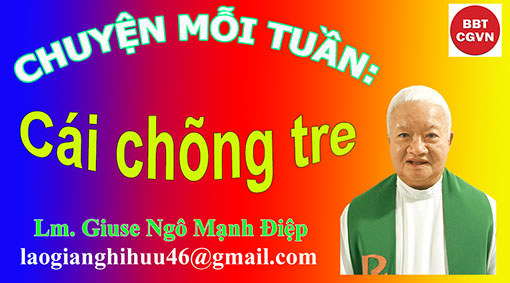 CHUYỆN MỖI TUẦN:
BBT
CGVN
Cái chõng tre
Lm. Giuse Ngô Mạnh Điệp
laogianghihuu46@gmail.com